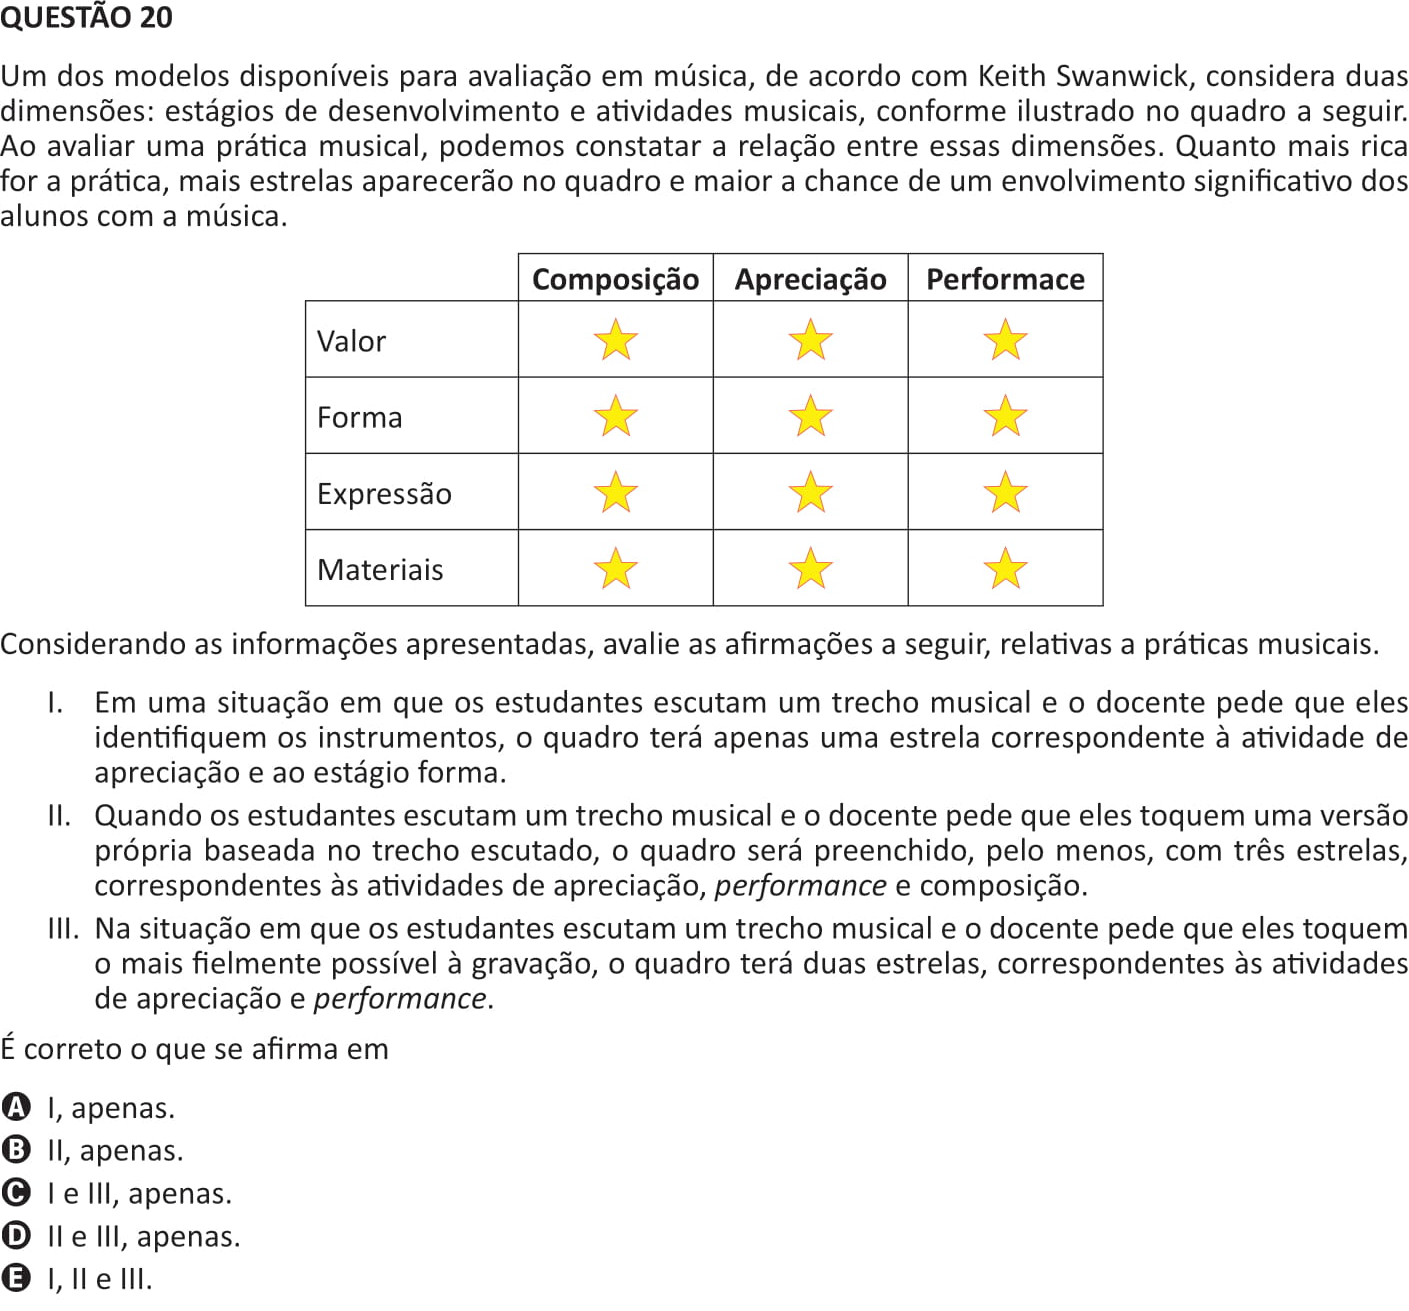 QUESTÃO 20
Um dos modelos disponíveis para avaliação em música, de acordo com Keith Swanwick, considera duas
dimensões: estágios de desenvolvimento e atividades musicais, conforme ilustrado no quadro a seguir.
Ao avaliar uma prática musical, podemos constatar a relação entre essas dimensões. Quanto mais rica
for a prática, mais estrelas aparecerão no quadro e maior a chance de um envolvimento significativo dos
alunos com a música.
Composição Apreciação Performace
Valor
Forma
Expressão
Materiais
Considerando as informações apresentadas, avalie as afirmações a seguir, relativas a práticas musicais.
I. Em uma situação em que os estudantes escutam um trecho musical e o docente pede que eles
identifiquem os instrumentos, o quadro terá apenas uma estrela correspondente à atividade de
apreciação e ao estágio forma.
II. Quando os estudantes escutam um trecho musical e o docente pede que eles toquem uma versão
própria baseada no trecho escutado, o quadro será preenchido, pelo menos, com três estrelas,
correspondentes às atividades de apreciação, performance e composição.
III. Na situação em que os estudantes escutam um trecho musical e o docente pede que eles toquem
o mais fielmente possível à gravação, o quadro terá duas estrelas, correspondentes às atividades
de apreciação e performance.
É correto o que se afirma em
A I, apenas.
B II, apenas.
C I e III, apenas.
D II e III, apenas.
E I, II e III.